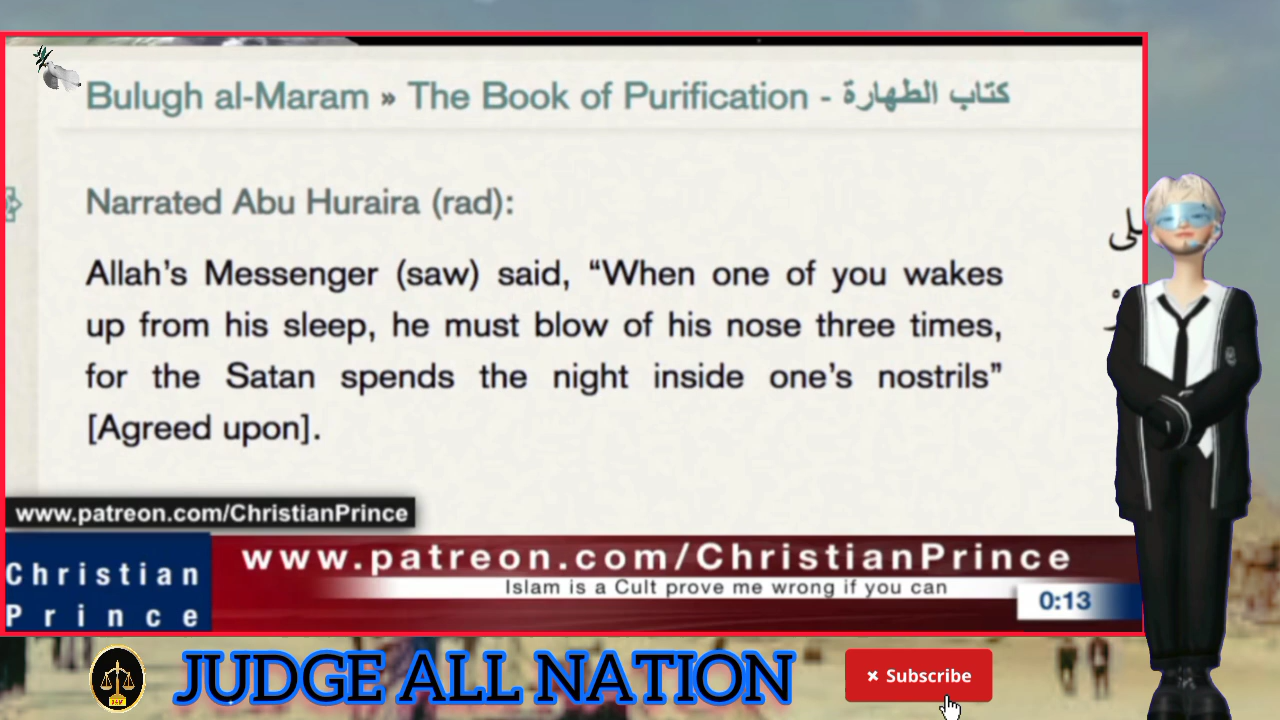 Bulugh al-Maram » The Book of Purification - كتاب الطهارة
Narrated Abu Huraira (rad):
Allah's Messenger (saw) said, “When one of you wakes
up from his sleep, he must blow of his nose three times,
for the Satan spends the night inside one's nostrils”
[Agreed upon].
www.patreon.com/ChristianPrince
Christian
Prince
www.patreon.com/ChristianPrince
Islam is a Cult prove me wrong if you can
0:13
JUDGE ALL NATION
× Subscribe